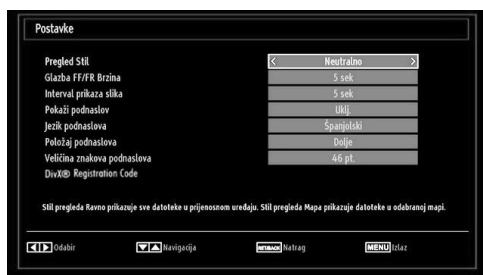 Postavke
Pregled Stil < Neutralno >
Glazba FF/FR Brzina 5 sek
Interval prikaza slika 5 sek
Pokaži podnaslov Uklj.
Jezik podnaslova Španjolski
Položaj podnaslova Dolje
Veličina znakova podnaslova 46 pt.
DivX® Registration Code
Stil pregleda Ravno prikazuje sve datoteke u prijenosnom uređaju. Stil pregleda Mapa prikazuje datoteke u odabranoj mapi.
Odabir Navigacija RETBACK Natrag MENU Izlaz